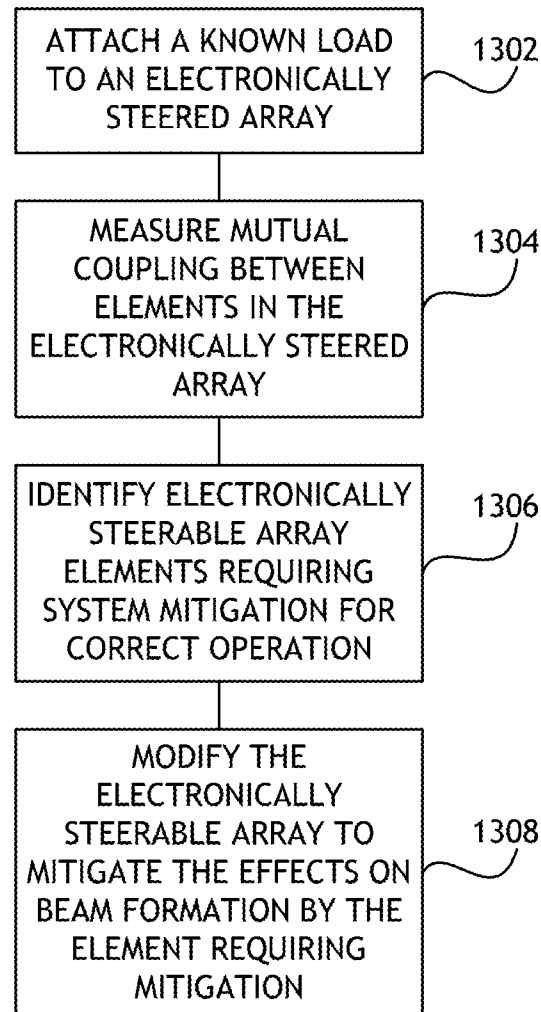 ATTACH A KNOWN LOAD
TO AN ELECTRONICALLY
STEERED ARRAY
1302
MEASURE MUTUAL
COUPLING BETWEEN
ELEMENTS IN THE
ELECTRONICALLY STEERED
ARRAY
1304
IDENTIFY ELECTRONICALLY
STEERABLE ARRAY
ELEMENTS REQUIRING
SYSTEM MITIGATION FOR
CORRECT OPERATION
1306
MODIFY THE
ELECTRONICALLY
STEERABLE ARRAY TO
MITIGATE THE EFFECTS ON
BEAM FORMATION BY THE
ELEMENT REQUIRING
MITIGATION
1308